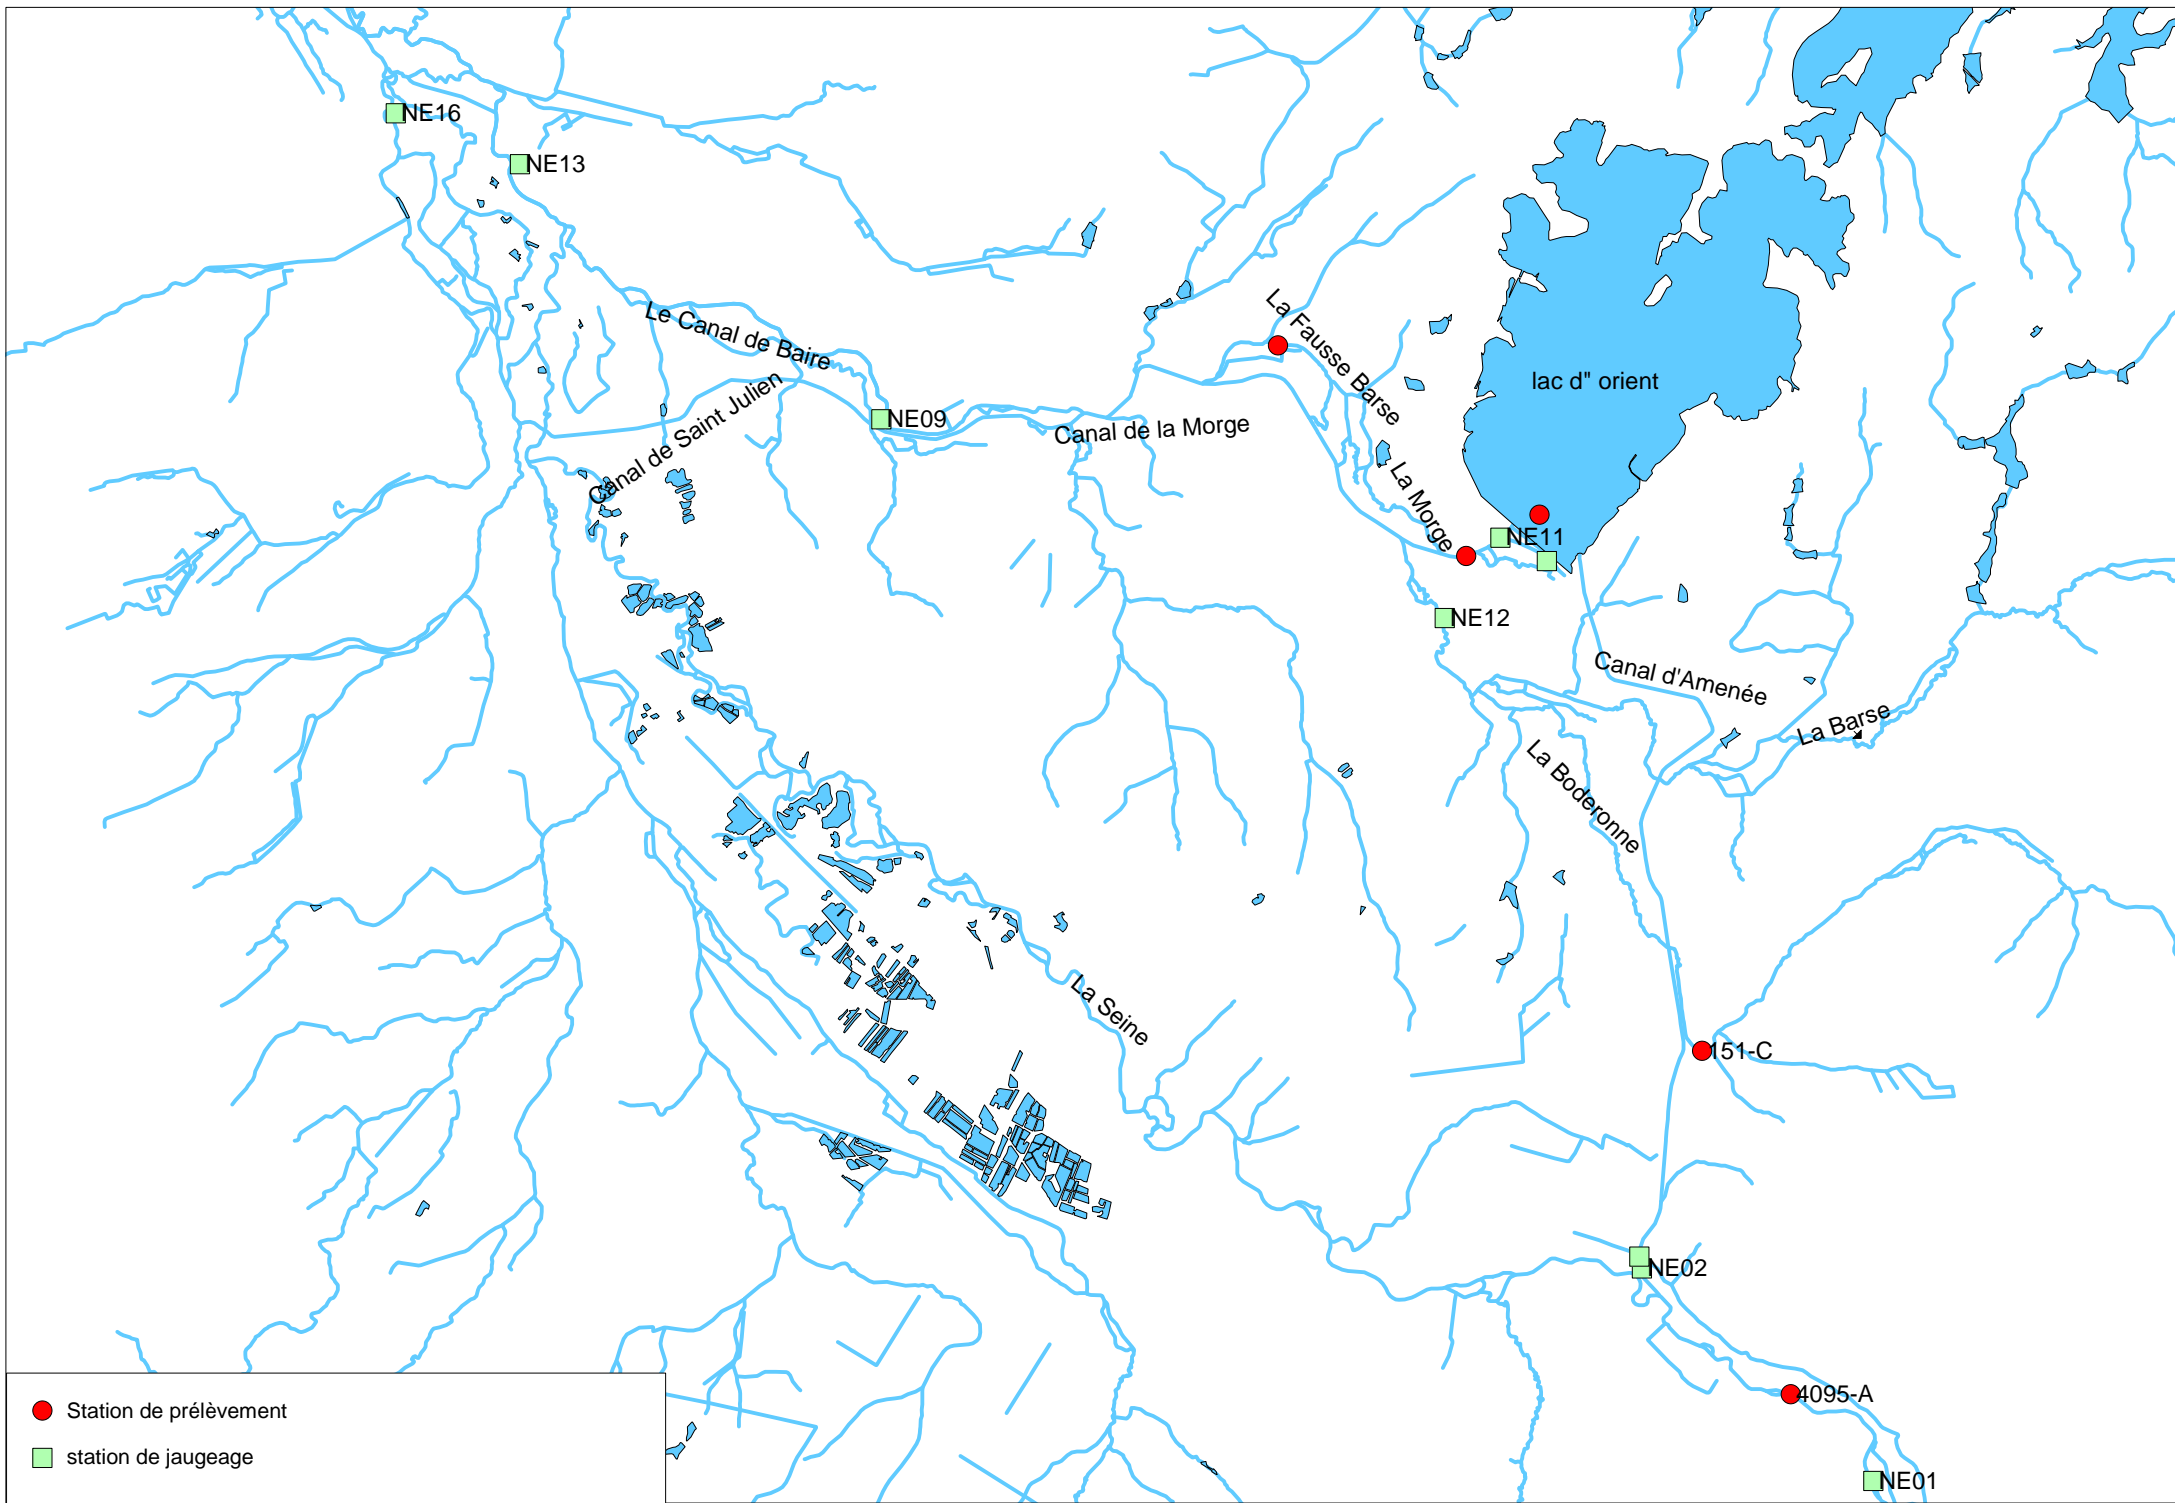 NE16
NE13
La Fausse Barse
Le Canal de Baire
lac d" orient
Canal de Saint Julien
NE09
Canal de la Morge
La Morge
NE11
NE12
Canal d'Amenée
La Barse
La Boderonne
La Seine
151-C
NE02
4095-A
Station de prélèvement
station de jaugeage
NE01